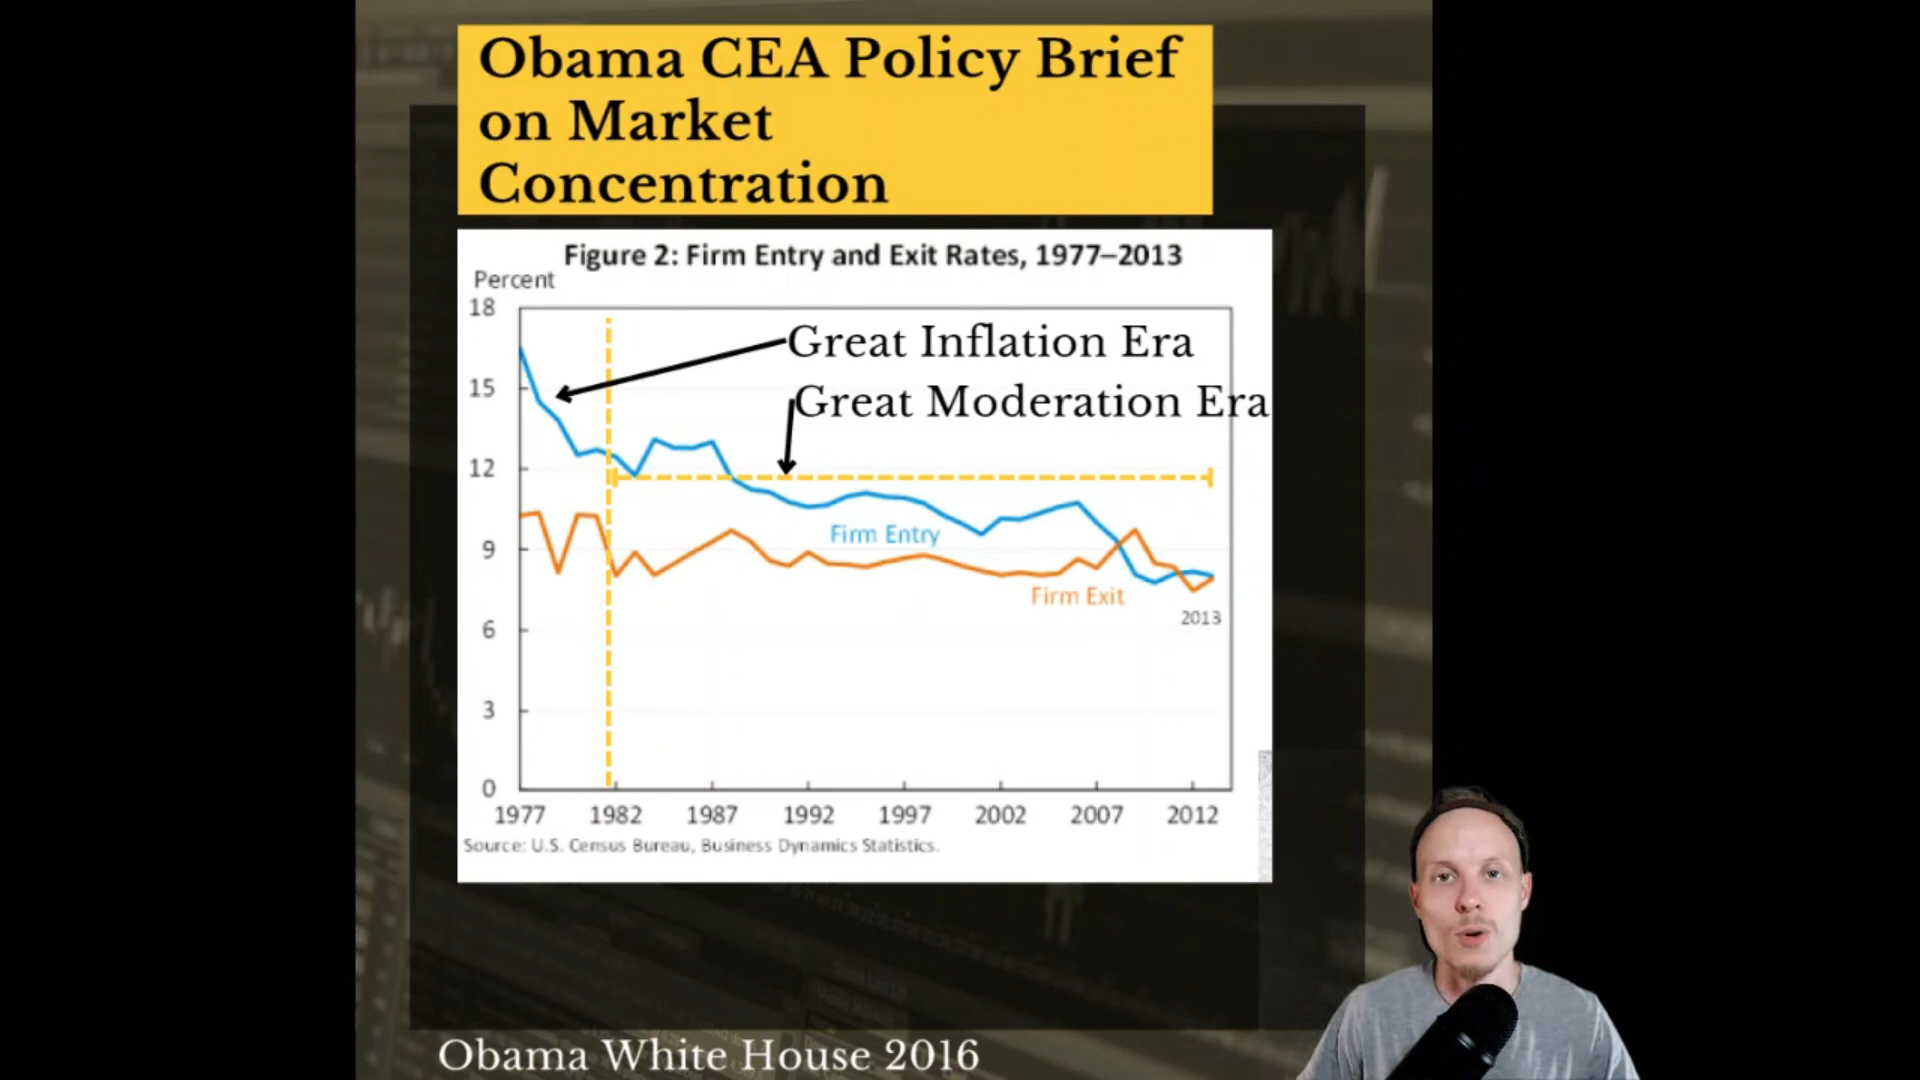 Obama CEA Policy Brief
on Market
Concentration
Figure 2: Firm Entry and Exit Rates, 1977–2013
Percent
18
15
12
9
6
3
0
Great Inflation Era
Great Moderation Era
Firm Entry
Firm Exit
2013
1977 1982 1987 1992 1997 2002 2007 2012
Source: U.S. Census Bureau, Business Dynamics Statistics.
Obama White House 2016